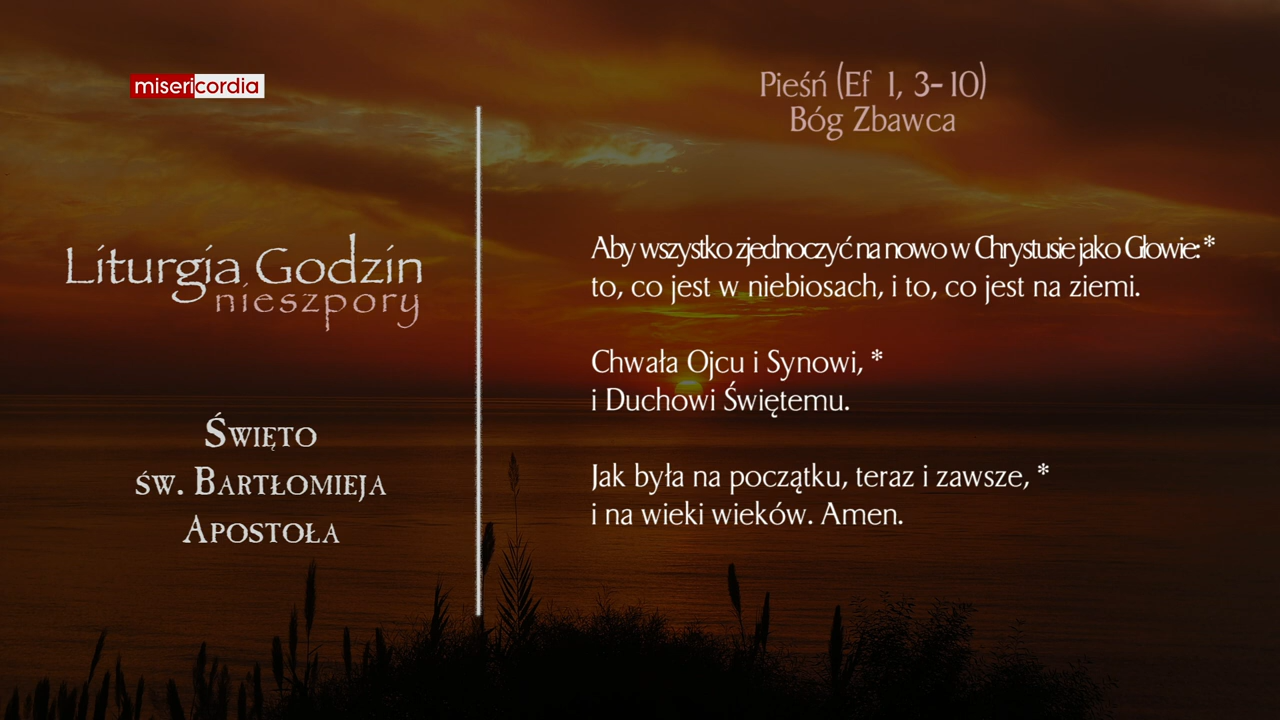 misericordia
Liturgia Godzin
nieszpory
Święto
św. Bartłomieja
Apostoła
Pieśń (Ef 1, 3-10)
Bóg Zbawca
Aby wszystko zjednoczyć na nowo w Chrystusie jako Głowie: *
to, co jest w niebiosach, i to, co jest na ziemi.
Chwała Ojcu i Synowi, *
i Duchowi Świętemu.
Jak była na początku, teraz i zawsze, *
i na wieki wieków. Amen.